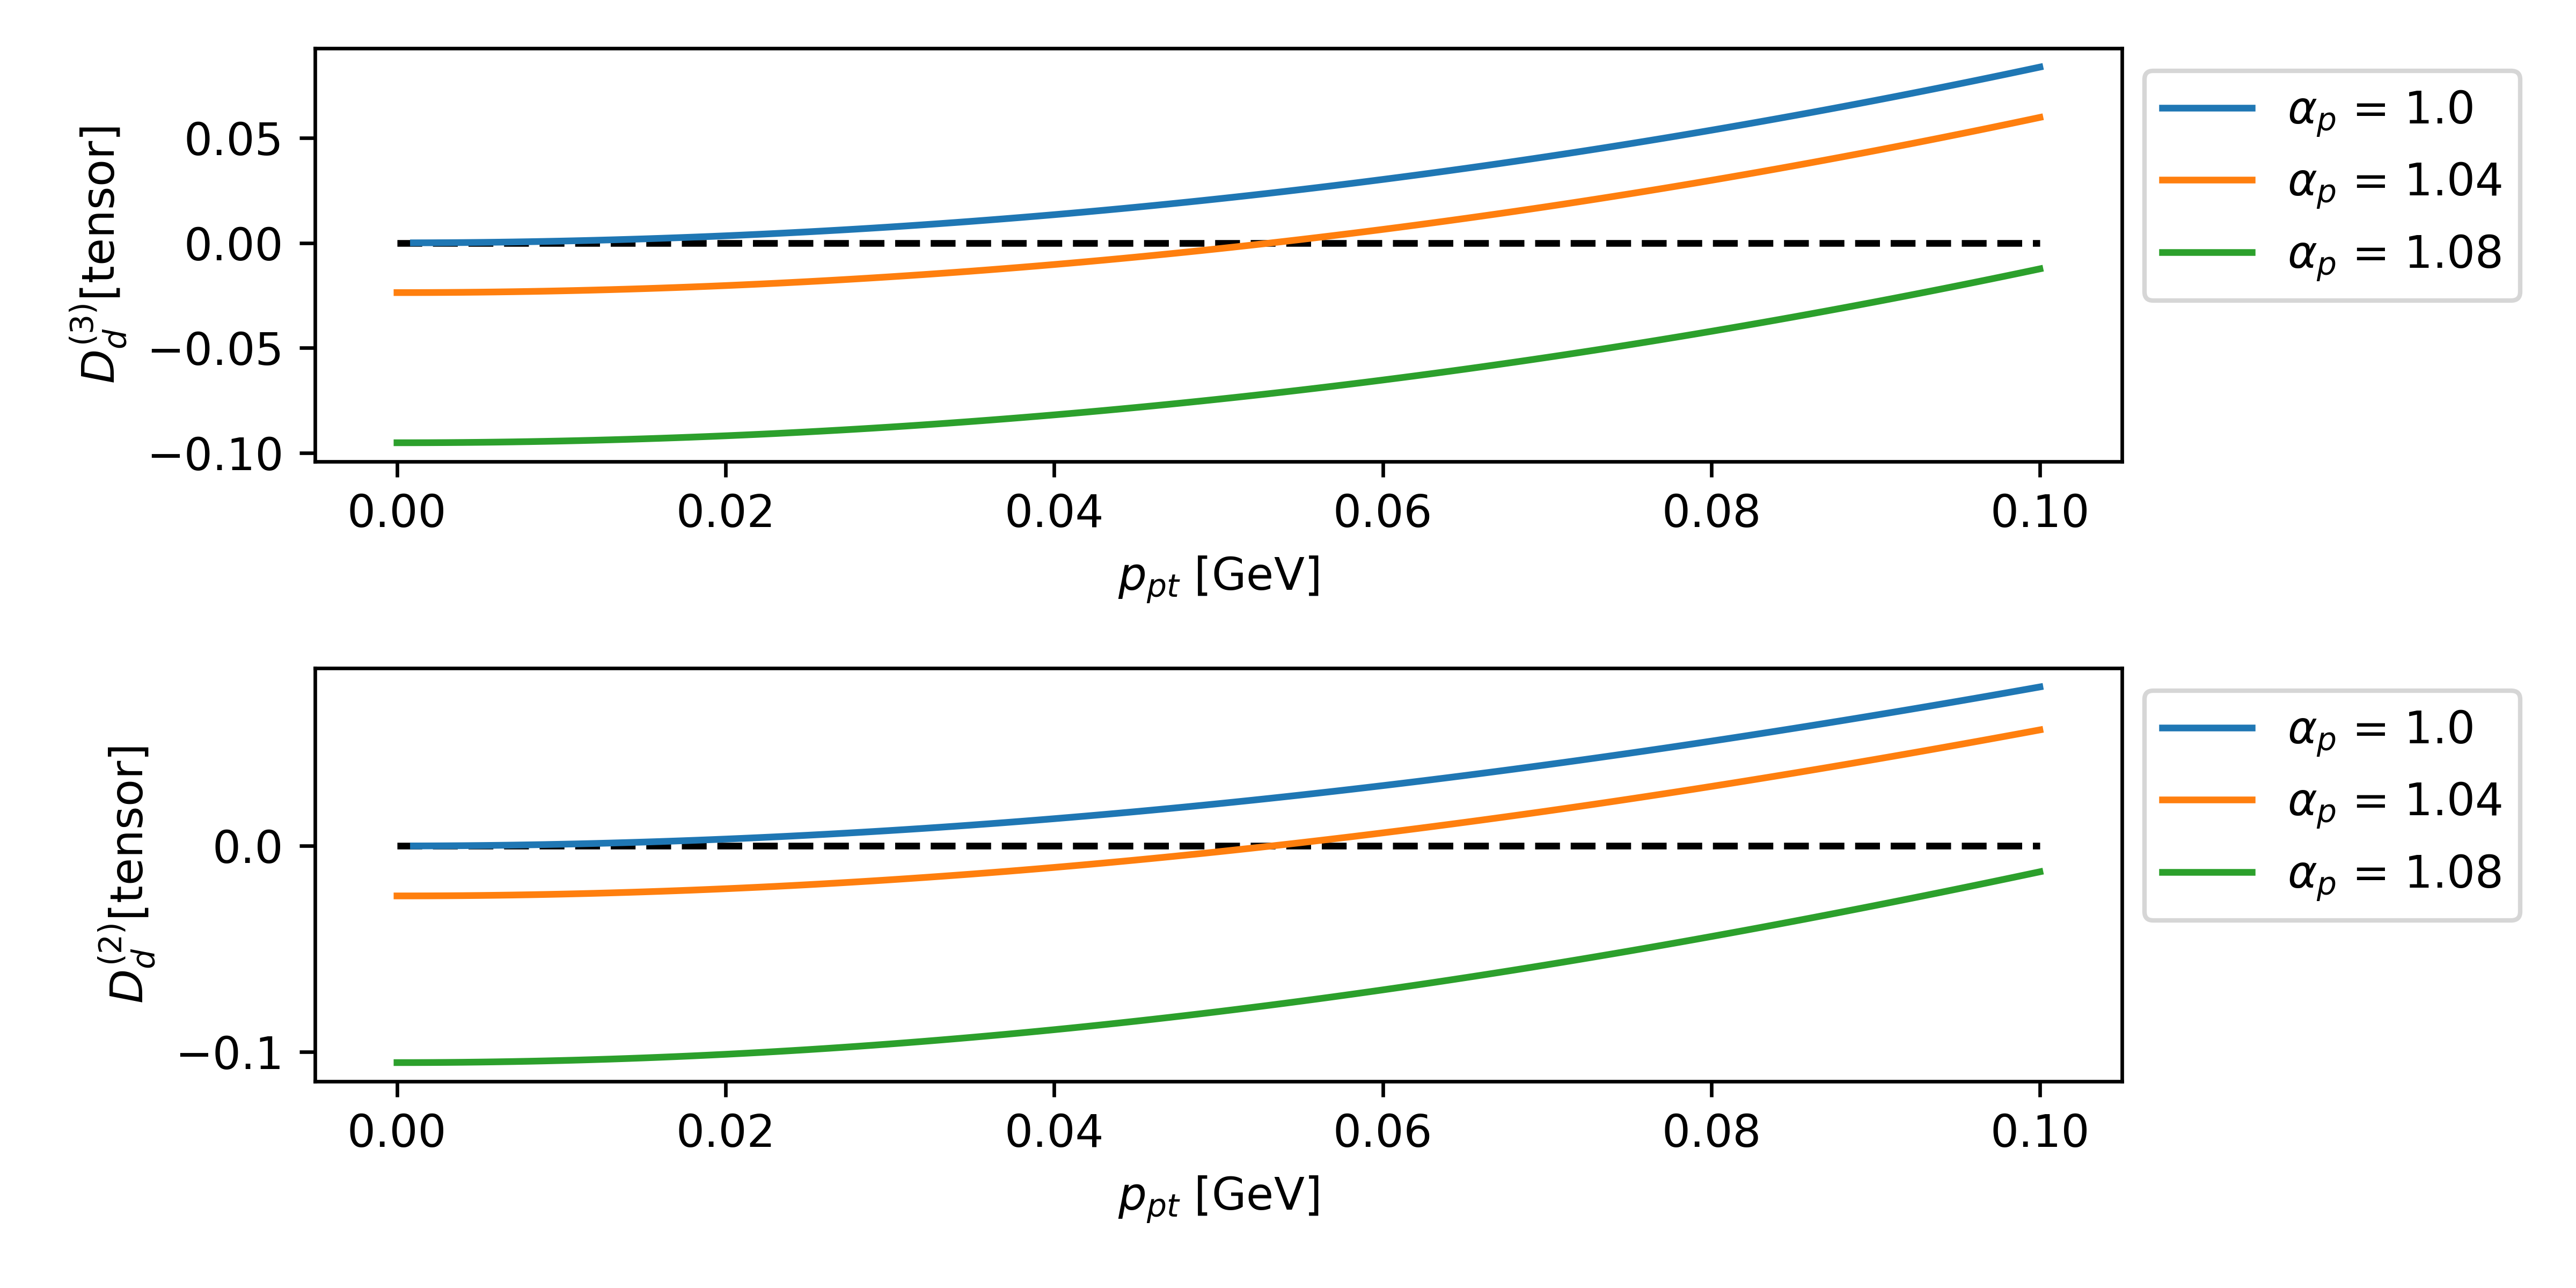 D_d^(3)[tensor]
0.05
0.00
−0.05
−0.10
0.00 0.02 0.04 0.06 0.08 0.10
p_pt [GeV]
α_p = 1.0
α_p = 1.04
α_p = 1.08
D_d^(2)[tensor]
0.0
−0.1
0.00 0.02 0.04 0.06 0.08 0.10
p_pt [GeV]
α_p = 1.0
α_p = 1.04
α_p = 1.08